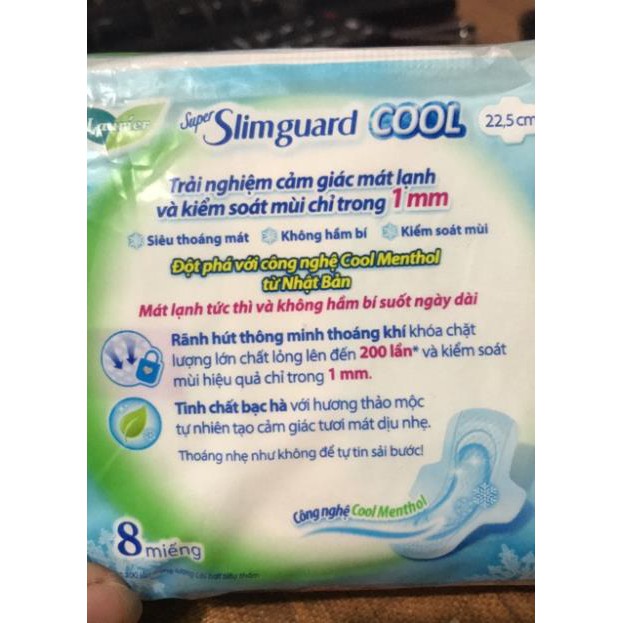 Laurier
Super Slimguard COOL
22,5 cm
Trải nghiệm cảm giác mát lạnh
và kiểm soát mùi chỉ trong 1 mm
Siêu thoáng mát Không hầm bí Kiểm soát mùi
Đột phá với công nghệ Cool Menthol
từ Nhật Bản
Mát lạnh tức thì và không hầm bí suốt ngày dài
Rãnh hút thông minh thoáng khí khóa chặt
lượng lớn chất lỏng lên đến 200 lần* và kiểm soát
mùi hiệu quả chỉ trong 1 mm.
Tinh chất bạc hà với hương thảo mộc
tự nhiên tạo cảm giác tươi mát dịu nhẹ.
Thoáng nhẹ như không để tự tin sải bước!
Công nghệ Cool Menthol
8 miếng